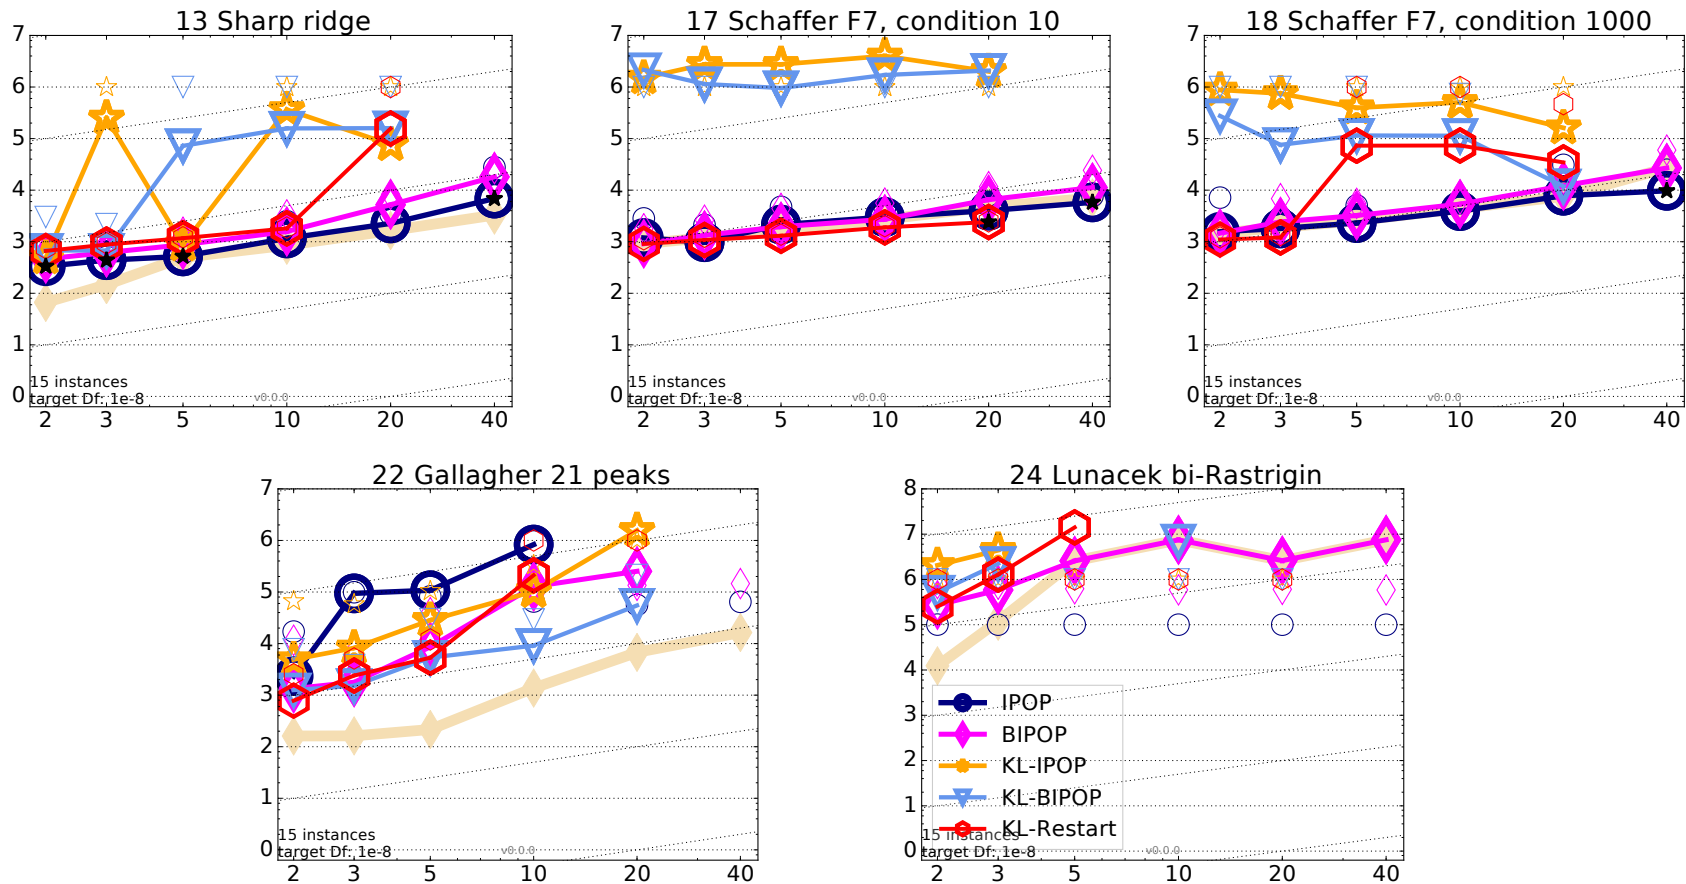 13 Sharp ridge
7
6
5
4
3
2
1
0
15 instances
target Df: 1e-8
v0.0.0
2 3 5 10 20 40
17 Schaffer F7, condition 10
7
6
5
4
3
2
1
0
15 instances
target Df: 1e-8
v0.0.0
2 3 5 10 20 40
18 Schaffer F7, condition 1000
7
6
5
4
3
2
1
0
15 instances
target Df: 1e-8
v0.0.0
2 3 5 10 20 40
22 Gallagher 21 peaks
7
6
5
4
3
2
1
0
15 instances
target Df: 1e-8
v0.0.0
2 3 5 10 20 40
24 Lunacek bi-Rastrigin
8
7
6
5
4
3
2
1
0
IPOP
BIPOP
KL-IPOP
KL-BIPOP
KL-Restart
15 instances
target Df: 1e-8
v0.0.0
2 3 5 10 20 40